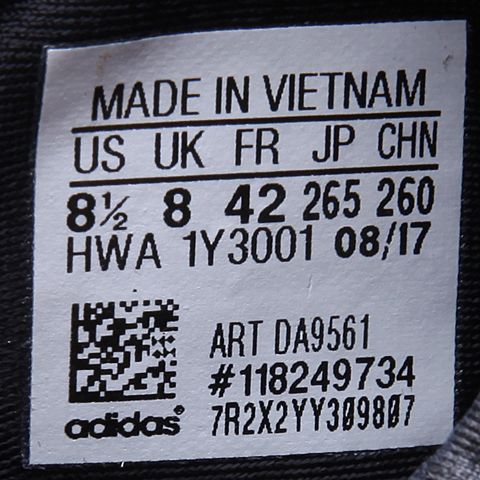 MADE IN VIETNAM
US UK FR JP CHN
8½ 8 42 265 260
HWA 1Y3001 08/17
ART DA9561
#118249734
adidas® 7R2X2YY309807